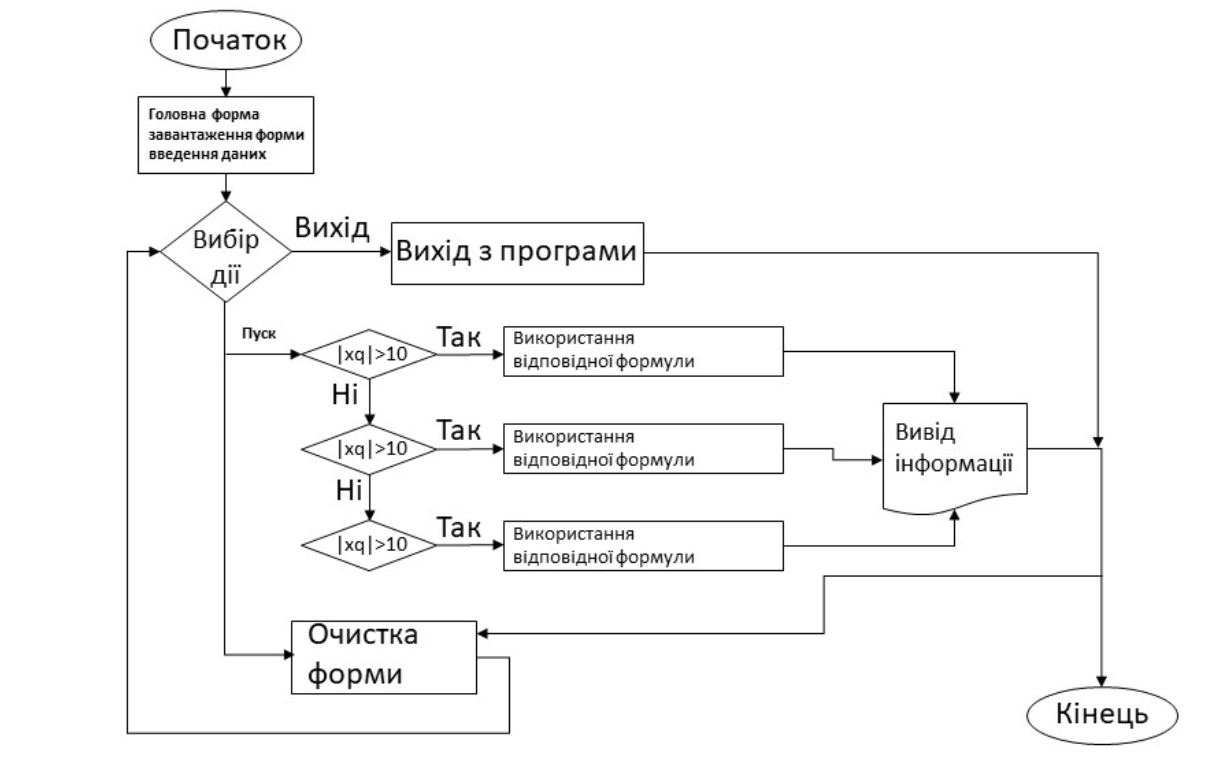 Початок
Головна форма
завантаження форми
введення даних
Вибір
дії
Вихід
Вихід з програми
Пуск
|xq|>10
Так
Використання
відповідної формули
Ні
|xq|>10
Так
Використання
відповідної формули
Вивід
інформації
Ні
|xq|>10
Так
Використання
відповідної формули
Очистка
форми
Кінець